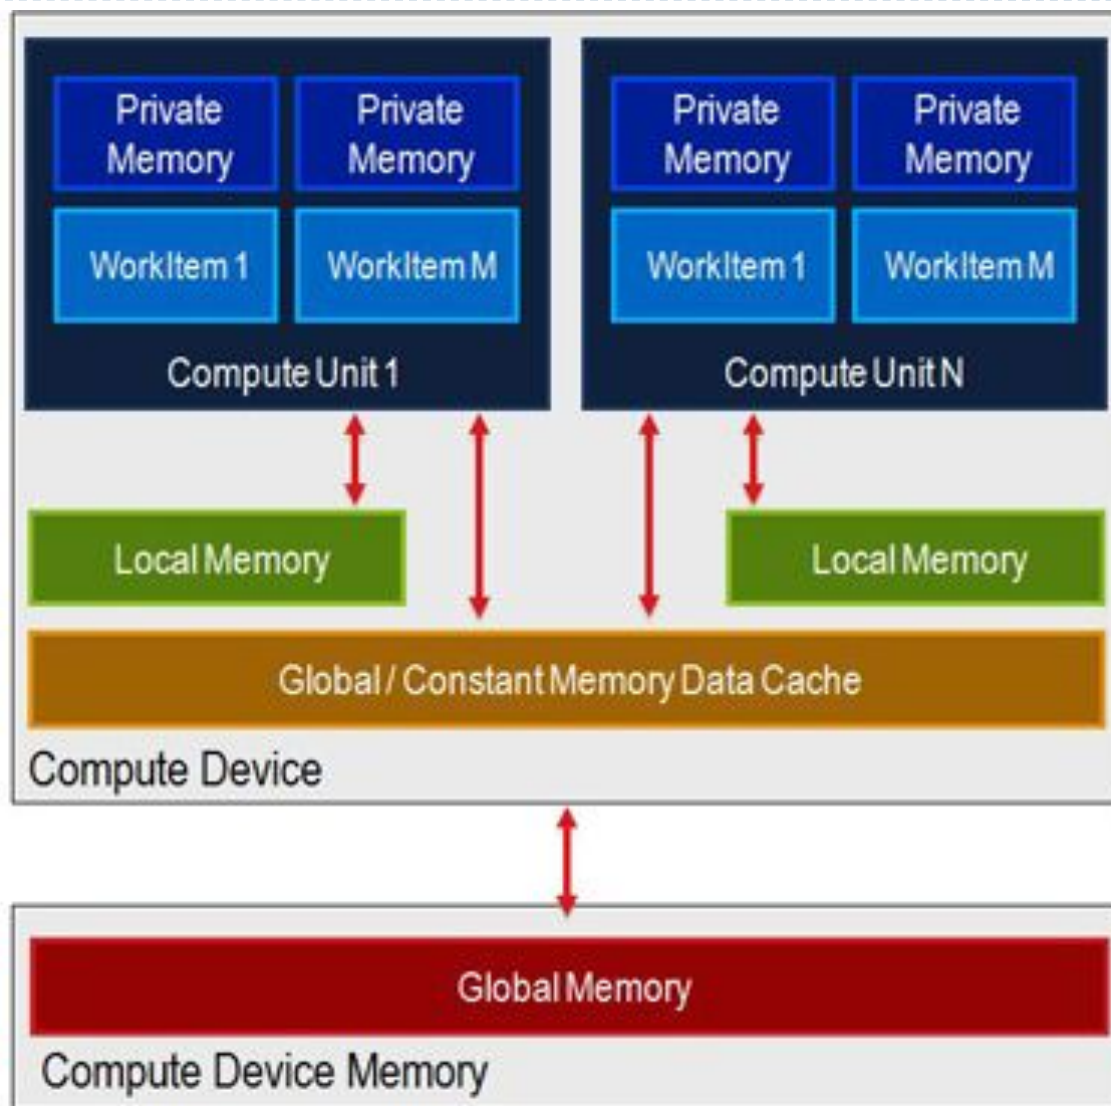 Private Memory
Private Memory
Private Memory
Private Memory
WorkItem 1
WorkItem M
WorkItem 1
WorkItem M
Compute Unit 1
Compute Unit N
Local Memory
Local Memory
Global / Constant Memory Data Cache
Compute Device
Global Memory
Compute Device Memory